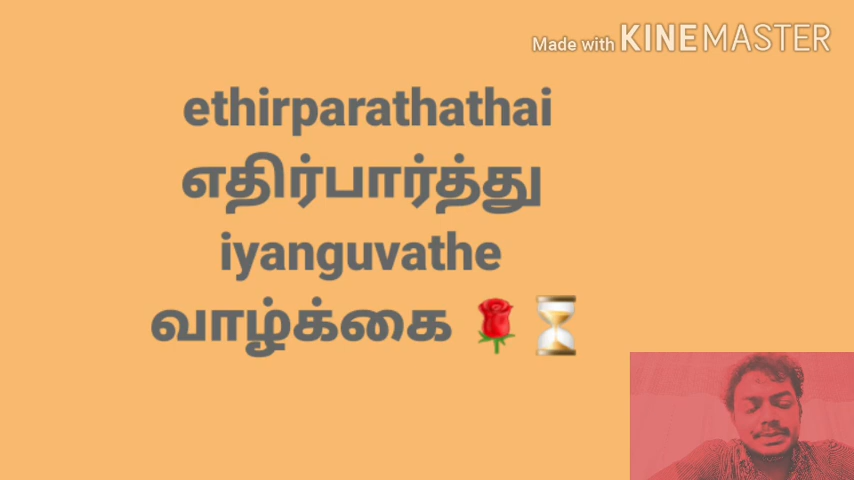 Made with KINEMASTER
ethirparathathai
எதிர்பார்த்து
iyanguvathe
வாழ்க்கை 🌹⏳